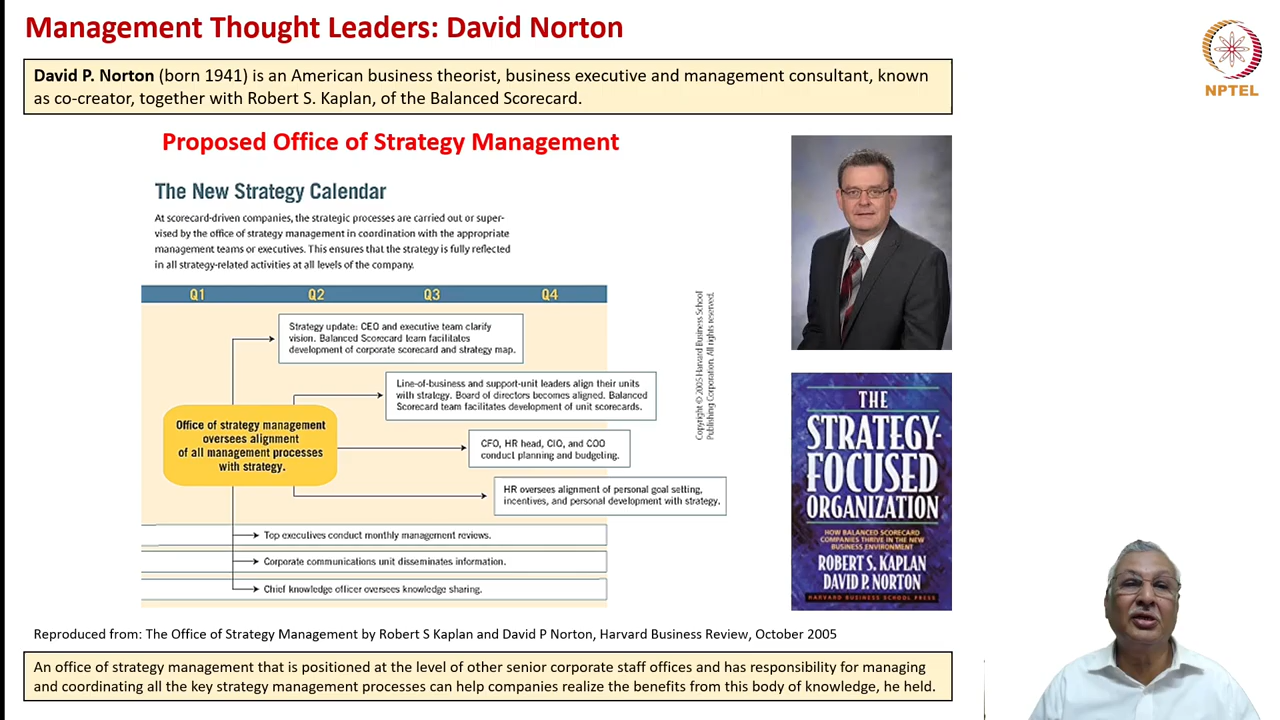 Management Thought Leaders: David Norton
NPTEL
David P. Norton (born 1941) is an American business theorist, business executive and management consultant, known
as co-creator, together with Robert S. Kaplan, of the Balanced Scorecard.
Proposed Office of Strategy Management
The New Strategy Calendar
At scorecard-driven companies, the strategic processes are carried out or super-
vised by the office of strategy management in coordination with the appropriate
management teams or executives. This ensures that the strategy is fully reflected
in all strategy-related activities at all levels of the company.
Q1 Q2 Q3 Q4
Strategy update: CEO and executive team clarify
vision. Balanced Scorecard team facilitates
development of corporate scorecard and strategy map.
Line-of-business and support-unit leaders align their units
with strategy. Board of directors becomes aligned. Balanced
Scorecard team facilitates development of unit scorecards.
Office of strategy management
oversees alignment
of all management processes
with strategy.
CFO, HR head, CIO, and COO
conduct planning and budgeting.
HR oversees alignment of personal goal setting,
incentives, and personal development with strategy.
Top executives conduct monthly management reviews.
Corporate communications unit disseminates information.
Chief knowledge officer oversees knowledge sharing.
Copyright © 2005 Harvard Business School
Publishing Corporation. All rights reserved.
THE
STRATEGY-
FOCUSED
ORGANIZATION
HOW BALANCED SCORECARD
COMPANIES THRIVE IN THE NEW
BUSINESS ENVIRONMENT
ROBERT S. KAPLAN
DAVID P. NORTON
HARVARD BUSINESS SCHOOL PRESS
Reproduced from: The Office of Strategy Management by Robert S Kaplan and David P Norton, Harvard Business Review, October 2005
An office of strategy management that is positioned at the level of other senior corporate staff offices and has responsibility for managing
and coordinating all the key strategy management processes can help companies realize the benefits from this body of knowledge, he held.